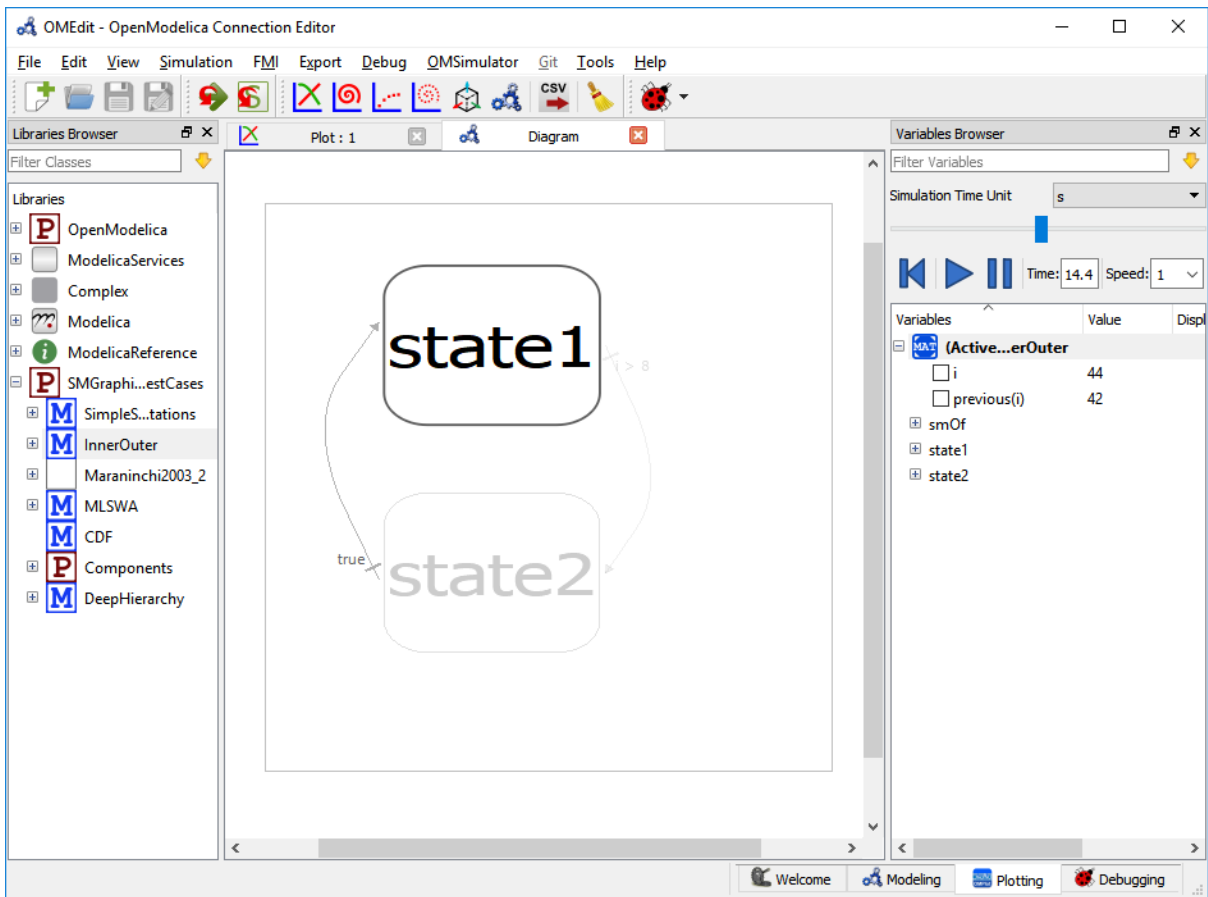 OMEdit - OpenModelica Connection Editor
File Edit View Simulation FMI Export Debug OMSimulator Git Tools Help
CSV
Libraries Browser
Filter Classes
Libraries
P OpenModelica
ModelicaServices
Complex
Modelica
i ModelicaReference
P SMGraphi...estCases
M SimpleS...tations
M InnerOuter
Maraninchi2003_2
M MLSWA
M CDF
P Components
M DeepHierarchy
Plot : 1
Diagram
state1
i > 8
true
state2
Variables Browser
Filter Variables
Simulation Time Unit s
Time: 14.4 Speed: 1
Variables Value Displ
MAT (Active...erOuter
i 44
previous(i) 42
smOf
state1
state2
Welcome Modeling Plotting Debugging